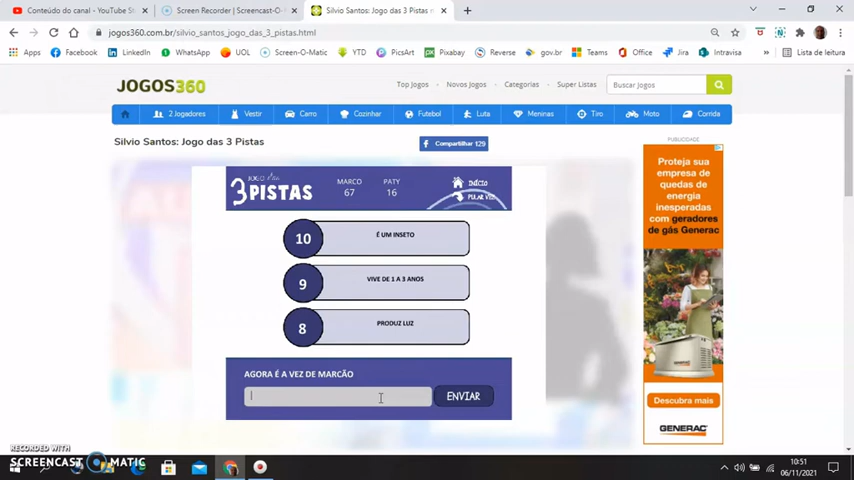 Conteúdo do canal - YouTube St
Screen Recorder | Screencast-O
Silvio Santos: Jogo das 3 Pistas e
jogos360.com.br/silvio_santos_jogo_das_3_pistas.html
Apps Facebook LinkedIn WhatsApp UOL Screen-O-Matic YTD PicsArt Pixabay Reverse gov.br Teams Office Jira Intravisa Lista de leitura
JOGOS360
Top Jogos Novos jogos Categorias Super Listas Buscar jogos
2 Jogadores Vestir Carro Cozinhar Futebol Luta Meninas Tiro Moto Corrida
Silvio Santos: Jogo das 3 Pistas
Compartilhar 129
PUBLICIDADE
JOGO das
3 PISTAS
MARCO
67
PATY
16
INÍCIO
PULAR VEZ
10 É UM INSETO
9 VIVE DE 1 A 3 ANOS
8 PRODUZ LUZ
AGORA É A VEZ DE MARCÃO
ENVIAR
Proteja sua
empresa de
quedas de
energia
inesperadas
com geradores
de gás Generac
Descubra mais
GENERAC
RECORDED WITH
SCREENCAST MATIC
10:51
06/11/2021